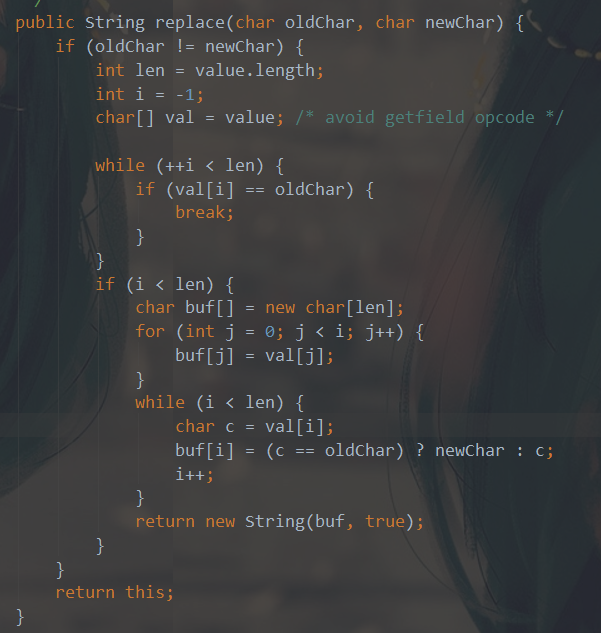 /
public String replace(char oldChar, char newChar) {
    if (oldChar != newChar) {
        int len = value.length;
        int i = -1;
        char[] val = value; /* avoid getfield opcode */

        while (++i < len) {
            if (val[i] == oldChar) {
                break;
            }
        }
        if (i < len) {
            char buf[] = new char[len];
            for (int j = 0; j < i; j++) {
                buf[j] = val[j];
            }
            while (i < len) {
                char c = val[i];
                buf[i] = (c == oldChar) ? newChar : c;
                i++;
            }
            return new String(buf, true);
        }
    }
    return this;
}